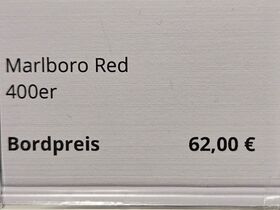 Marlboro Red
400er
Bordpreis 62,00 €